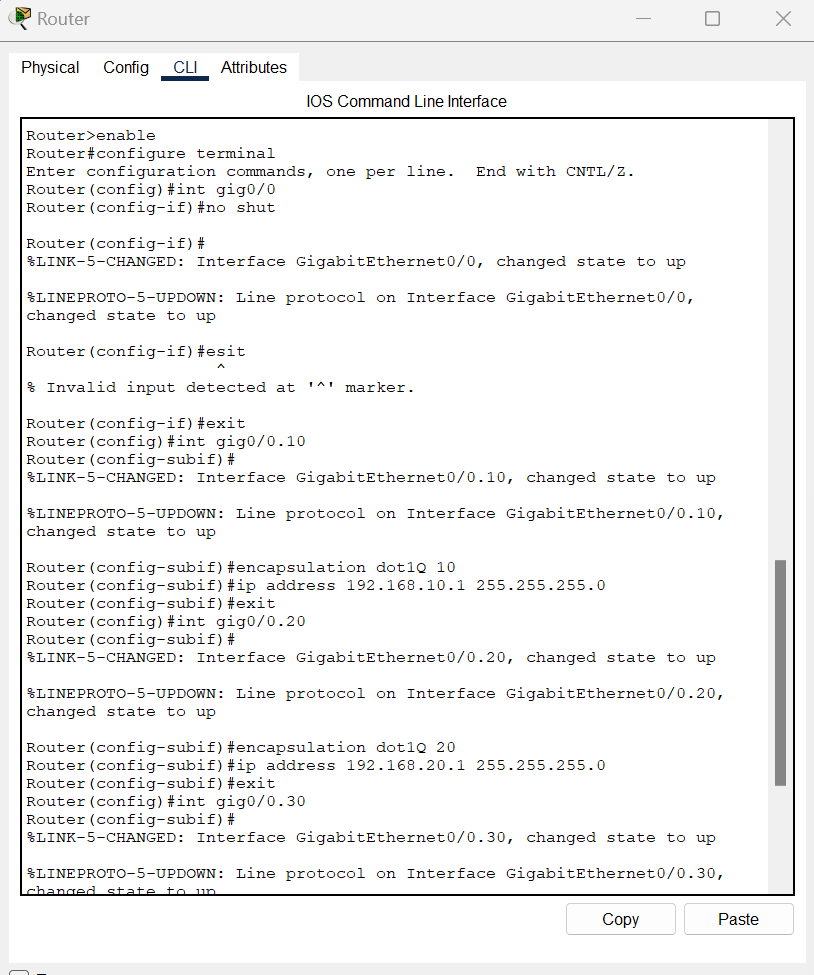 Router
Physical Config CLI Attributes
IOS Command Line Interface
Router>enable
Router#configure terminal
Enter configuration commands, one per line.  End with CNTL/Z.
Router(config)#int gig0/0
Router(config-if)#no shut
Router(config-if)#
%LINK-5-CHANGED: Interface GigabitEthernet0/0, changed state to up
%LINEPROTO-5-UPDOWN: Line protocol on Interface GigabitEthernet0/0,
changed state to up
Router(config-if)#esit
^
% Invalid input detected at '^' marker.
Router(config-if)#exit
Router(config)#int gig0/0.10
Router(config-subif)#
%LINK-5-CHANGED: Interface GigabitEthernet0/0.10, changed state to up
%LINEPROTO-5-UPDOWN: Line protocol on Interface GigabitEthernet0/0.10,
changed state to up
Router(config-subif)#encapsulation dot1Q 10
Router(config-subif)#ip address 192.168.10.1 255.255.255.0
Router(config-subif)#exit
Router(config)#int gig0/0.20
Router(config-subif)#
%LINK-5-CHANGED: Interface GigabitEthernet0/0.20, changed state to up
%LINEPROTO-5-UPDOWN: Line protocol on Interface GigabitEthernet0/0.20,
changed state to up
Router(config-subif)#encapsulation dot1Q 20
Router(config-subif)#ip address 192.168.20.1 255.255.255.0
Router(config-subif)#exit
Router(config)#int gig0/0.30
Router(config-subif)#
%LINK-5-CHANGED: Interface GigabitEthernet0/0.30, changed state to up
%LINEPROTO-5-UPDOWN: Line protocol on Interface GigabitEthernet0/0.30,
changed state to up
Copy Paste